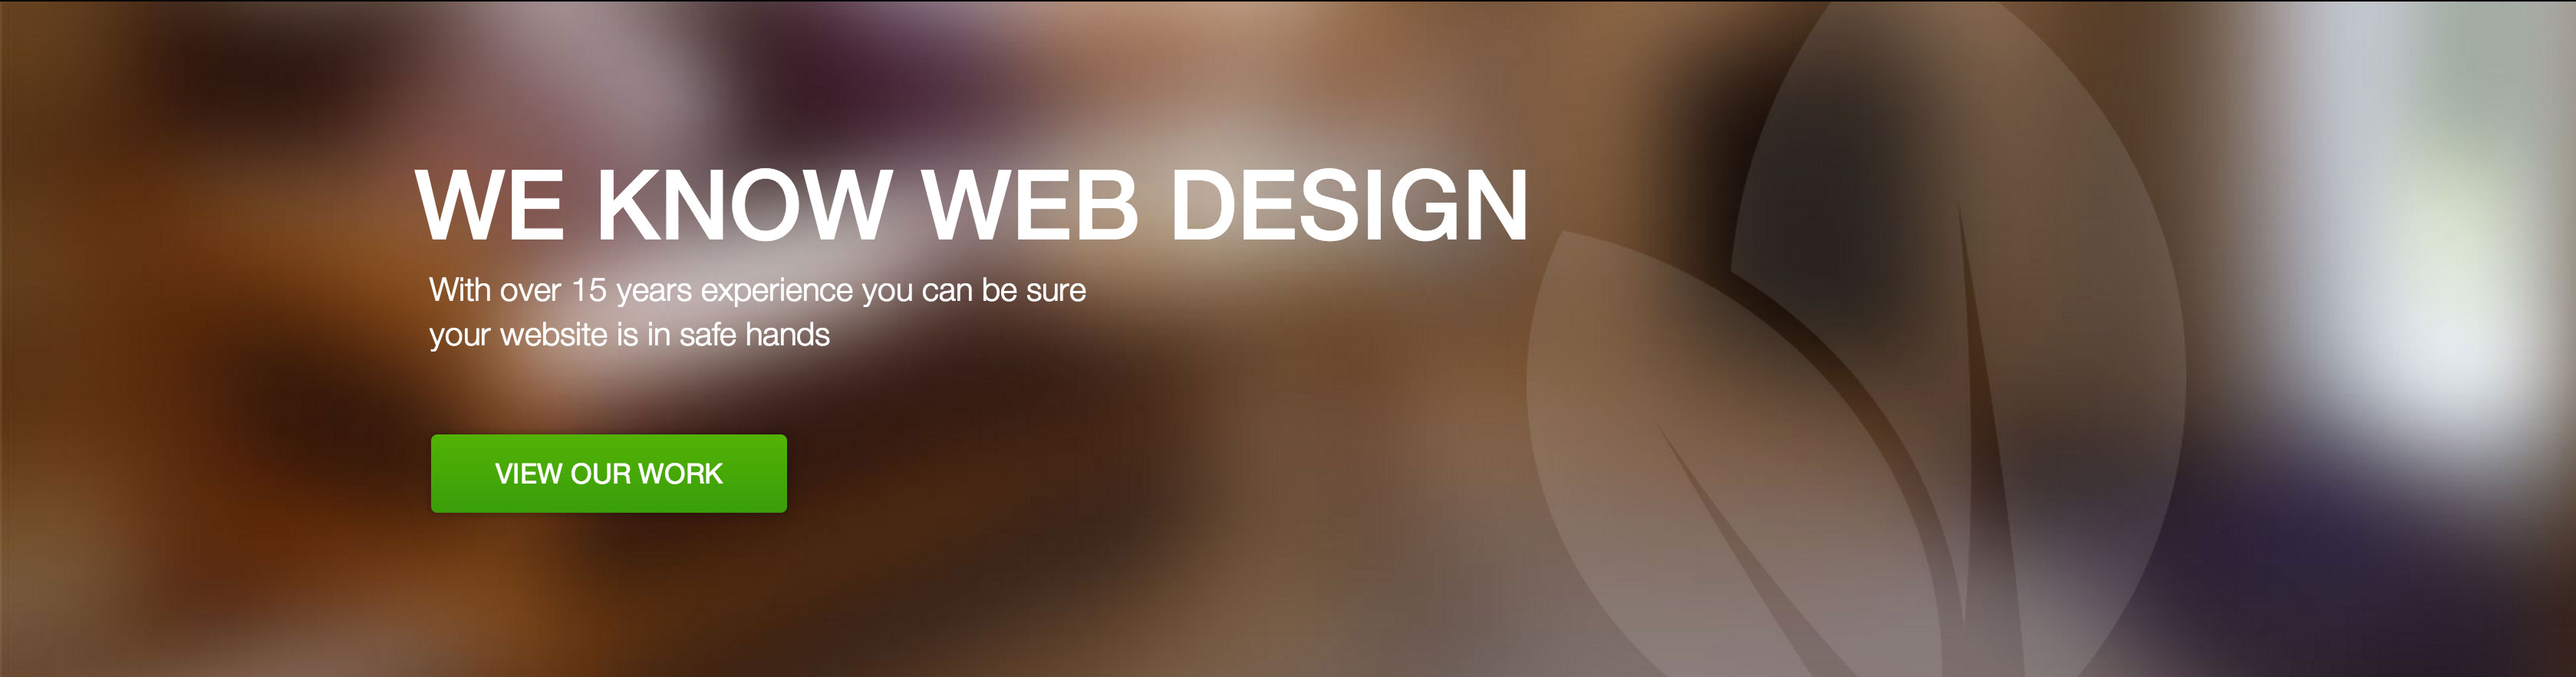 WE KNOW WEB DESIGN
With over 15 years experience you can be sure
your website is in safe hands
VIEW OUR WORK